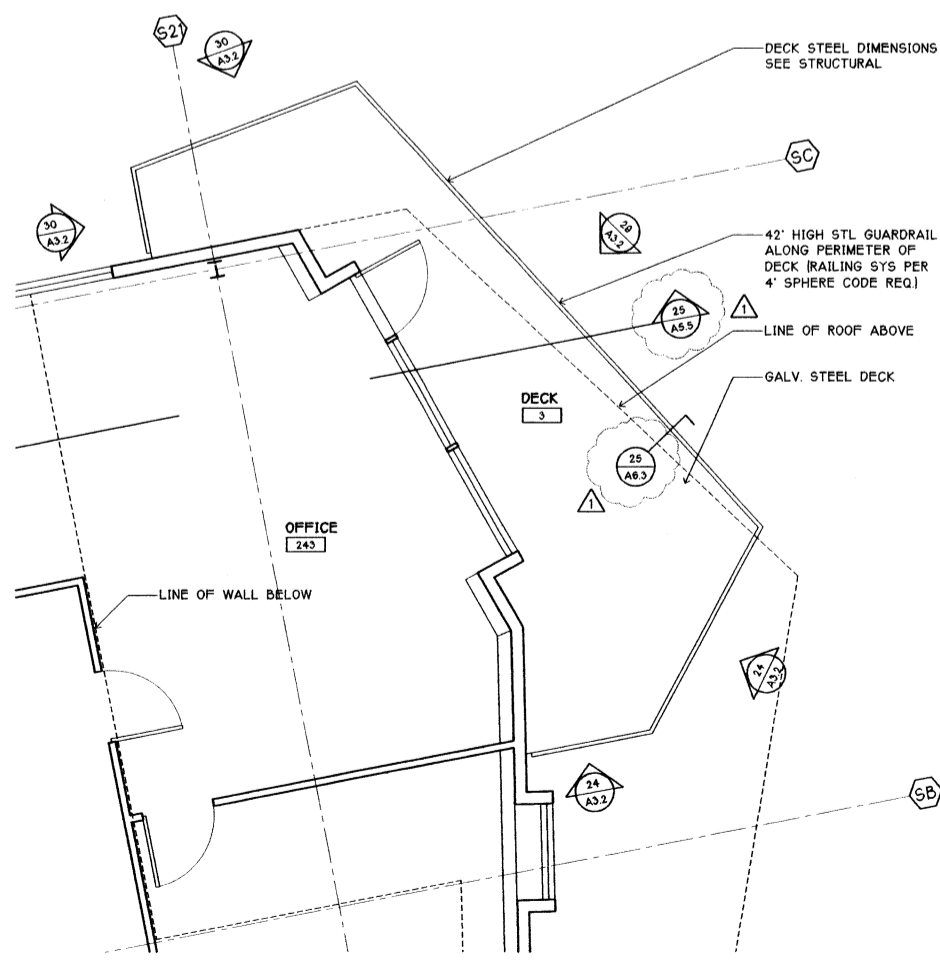 S21
30
A3.2
DECK STEEL DIMENSIONS
SEE STRUCTURAL
SC
30
A3.2
29
A3.2
42" HIGH STL GUARDRAIL
ALONG PERIMETER OF
DECK (RAILING SYS PER
4" SPHERE CODE REQ.)
25
A5.5
1
LINE OF ROOF ABOVE
GALV. STEEL DECK
DECK
3
25
A6.3
1
OFFICE
243
LINE OF WALL BELOW
24
A3.2
24
A3.2
SB